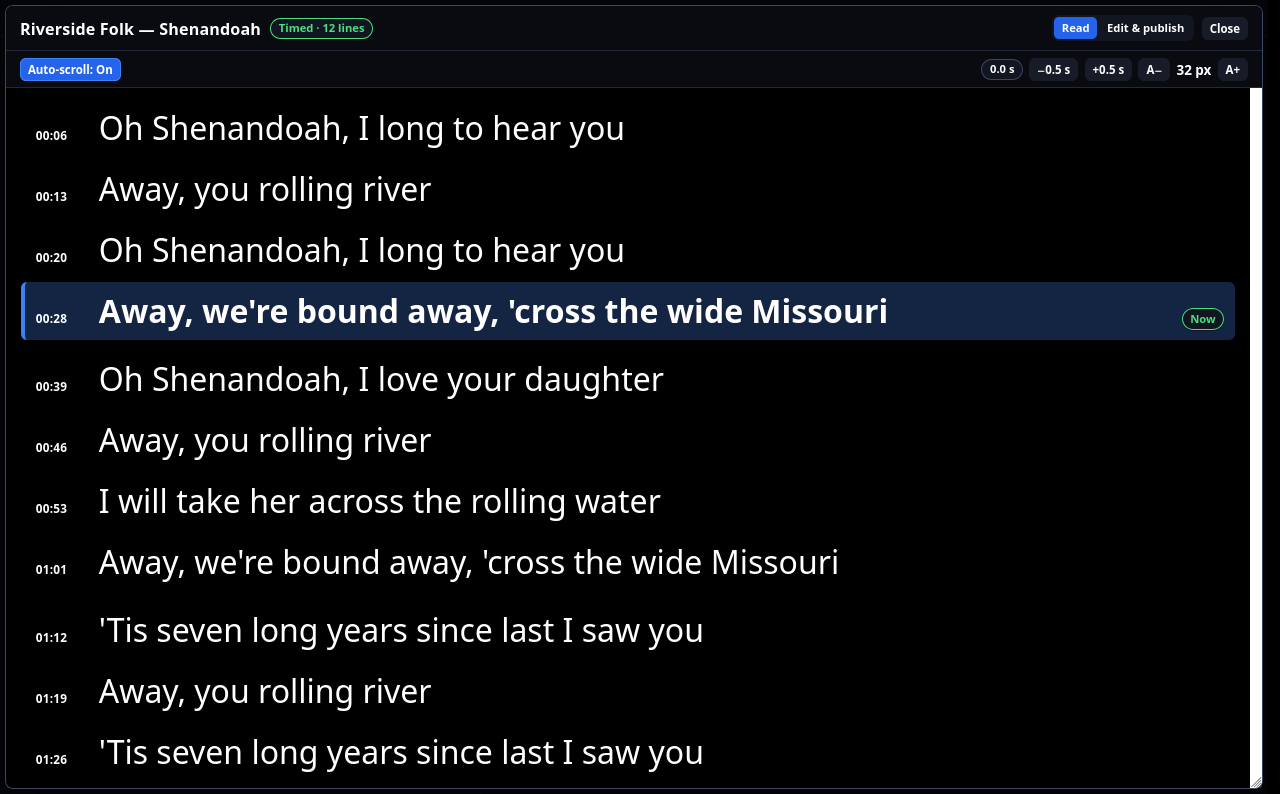 Riverside Folk — Shenandoah Timed · 12 lines Read Edit & publish Close
Auto-scroll: On 0.0 s −0.5 s +0.5 s A− 32 px A+
00:06 Oh Shenandoah, I long to hear you
00:13 Away, you rolling river
00:20 Oh Shenandoah, I long to hear you
00:28 Away, we're bound away, 'cross the wide Missouri Now
00:39 Oh Shenandoah, I love your daughter
00:46 Away, you rolling river
00:53 I will take her across the rolling water
01:01 Away, we're bound away, 'cross the wide Missouri
01:12 'Tis seven long years since last I saw you
01:19 Away, you rolling river
01:26 'Tis seven long years since last I saw you